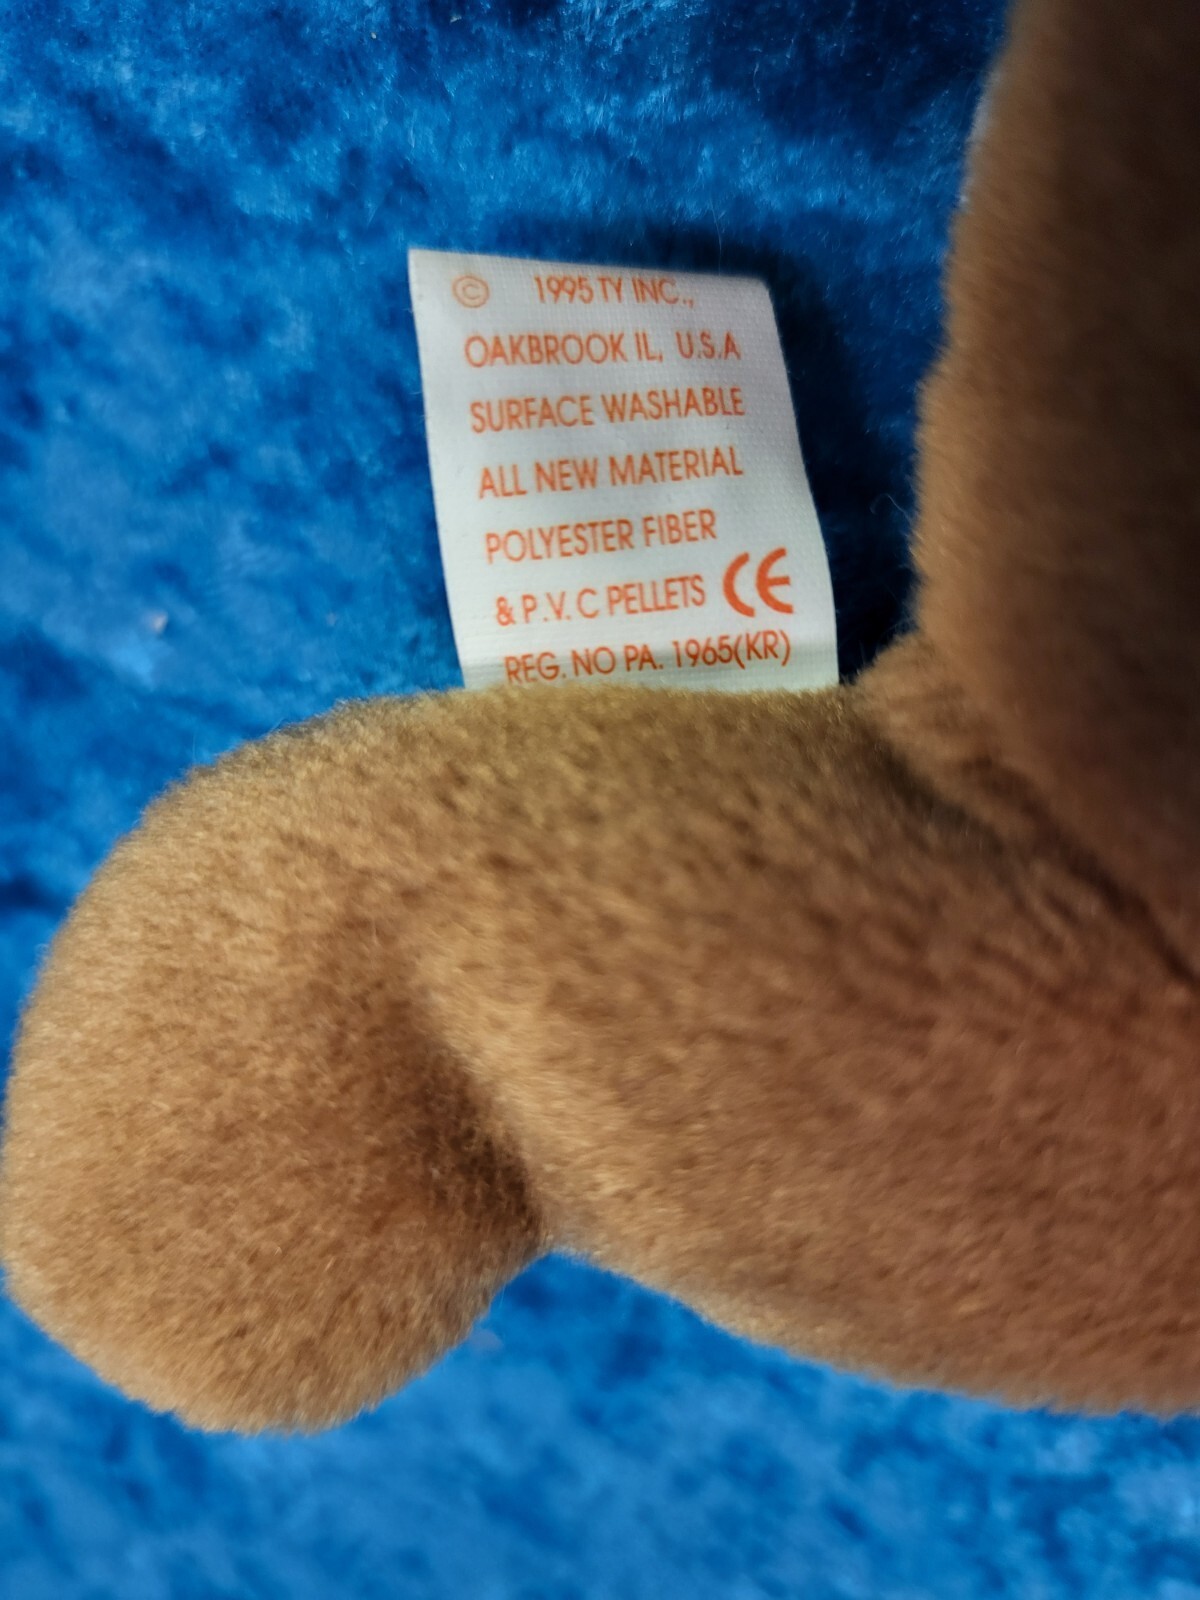 © 1995 TY INC.,
OAKBROOK IL, U.S.A
SURFACE WASHABLE
ALL NEW MATERIAL
POLYESTER FIBER
& P.V.C PELLETS CE
REG. NO PA. 1965(KR)